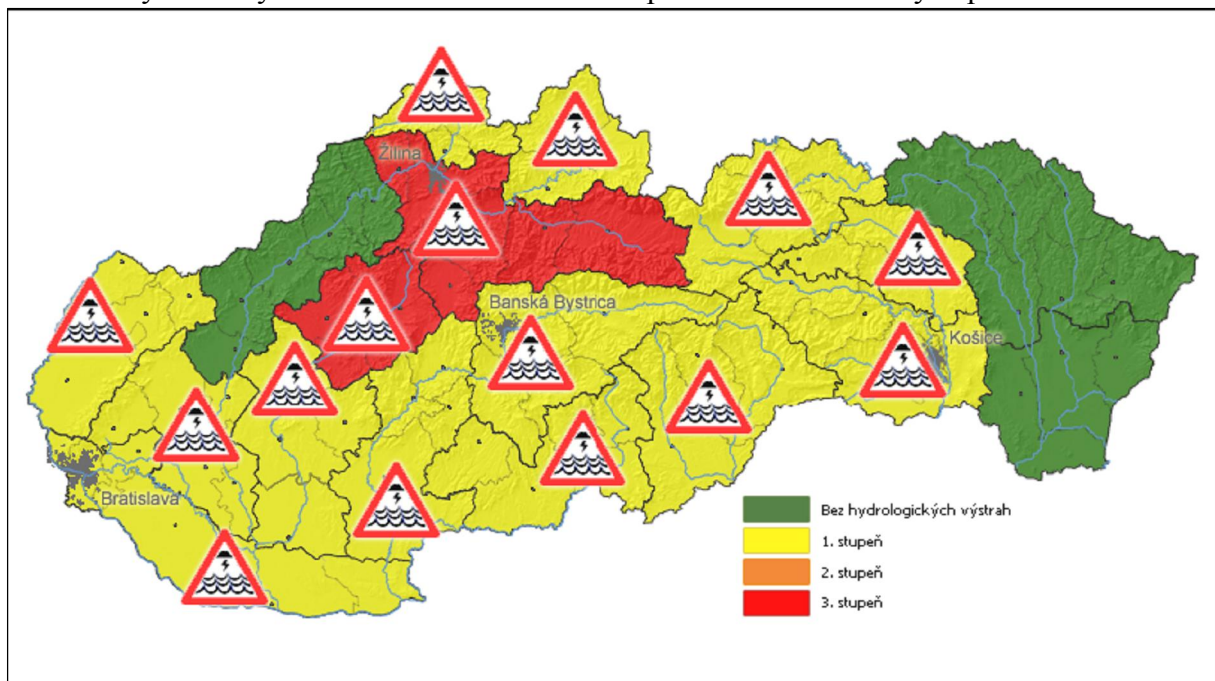 Žilina
Banská Bystrica
Košice
Bratislava
Bez hydrologických výstrah
1. stupeň
2. stupeň
3. stupeň